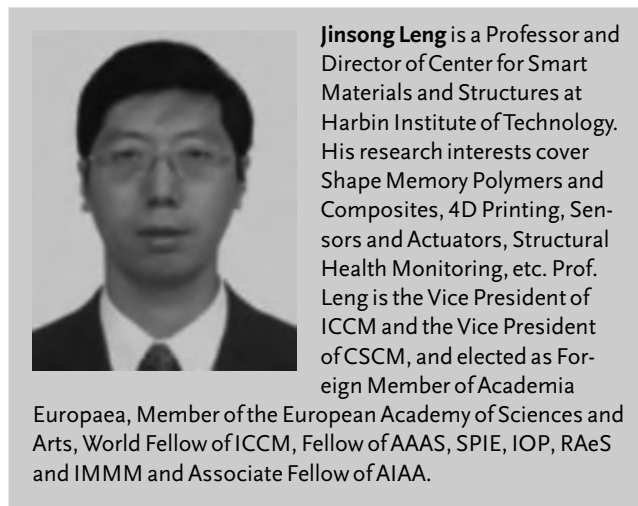 Jinsong Leng is a Professor and
Director of Center for Smart
Materials and Structures at
Harbin Institute of Technology.
His research interests cover
Shape Memory Polymers and
Composites, 4D Printing, Sen-
sors and Actuators, Structural
Health Monitoring, etc. Prof.
Leng is the Vice President of
ICCM and the Vice President
of CSCM, and elected as For-
eign Member of Academia
Europaea, Member of the European Academy of Sciences and
Arts, World Fellow of ICCM, Fellow of AAAS, SPIE, IOP, RAeS
and IMMM and Associate Fellow of AIAA.